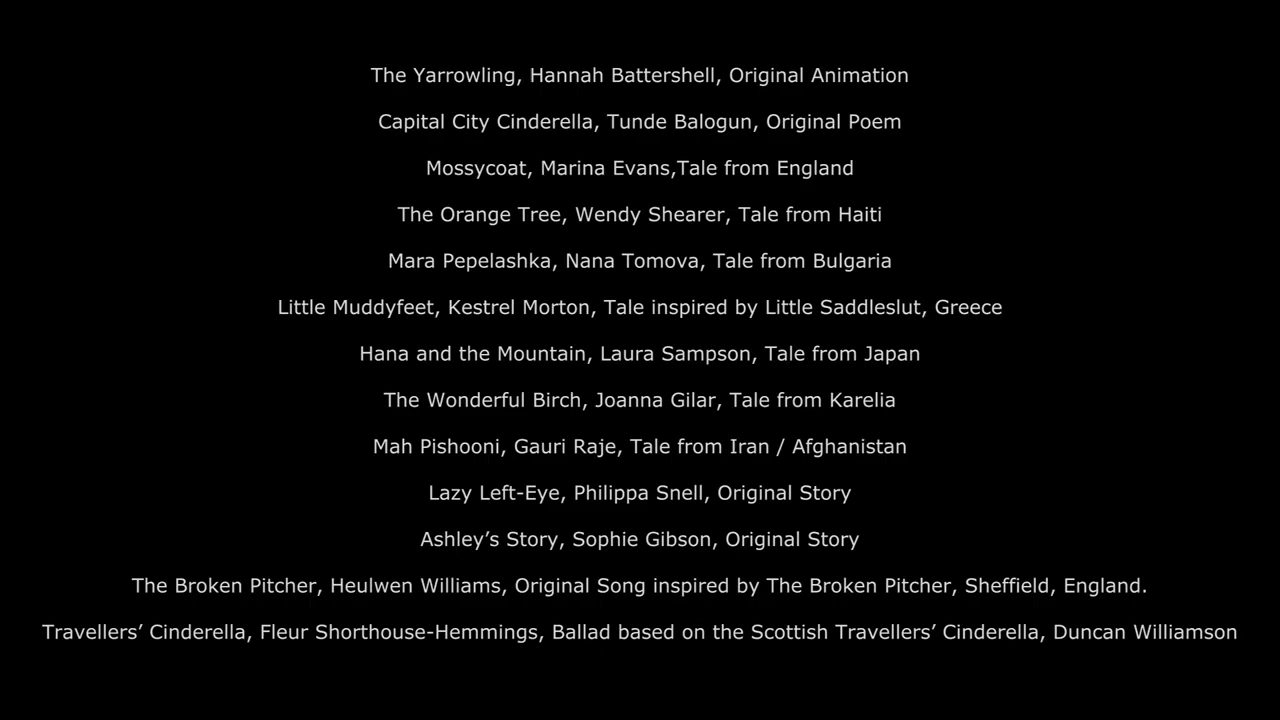 The Yarrowling, Hannah Battershell, Original Animation
Capital City Cinderella, Tunde Balogun, Original Poem
Mossycoat, Marina Evans,Tale from England
The Orange Tree, Wendy Shearer, Tale from Haiti
Mara Pepelashka, Nana Tomova, Tale from Bulgaria
Little Muddyfeet, Kestrel Morton, Tale inspired by Little Saddleslut, Greece
Hana and the Mountain, Laura Sampson, Tale from Japan
The Wonderful Birch, Joanna Gilar, Tale from Karelia
Mah Pishooni, Gauri Raje, Tale from Iran / Afghanistan
Lazy Left-Eye, Philippa Snell, Original Story
Ashley’s Story, Sophie Gibson, Original Story
The Broken Pitcher, Heulwen Williams, Original Song inspired by The Broken Pitcher, Sheffield, England.
Travellers’ Cinderella, Fleur Shorthouse-Hemmings, Ballad based on the Scottish Travellers’ Cinderella, Duncan Williamson